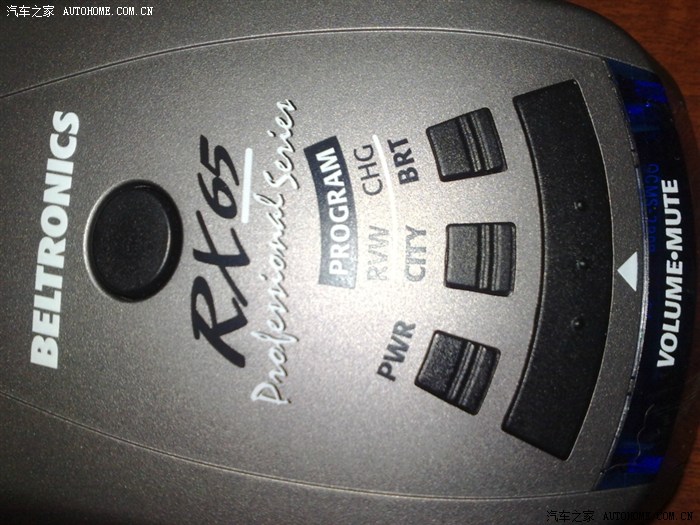 汽车之家 AUTOHOME.COM.CN
BELTRONICS
RX65
Professional Series
PROGRAM
RVW CHG
PWR CITY BRT
VOLUME•MUTE
汽车之家 AUTOHOME.COM.CN